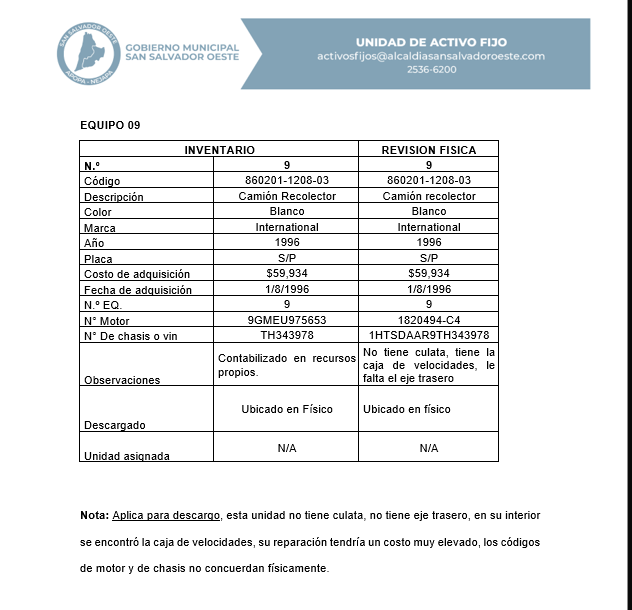 SAN SALVADOR OESTE
APOPA - NEJAPA
GOBIERNO MUNICIPAL
SAN SALVADOR OESTE
UNIDAD DE ACTIVO FIJO
activosfijos@alcaldiasansalvadoroeste.com
2536-6200
EQUIPO 09
INVENTARIO REVISION FISICA
N.º 9 9
Código 860201-1208-03 860201-1208-03
Descripción Camión Recolector Camión recolector
Color Blanco Blanco
Marca International International
Año 1996 1996
Placa S/P S/P
Costo de adquisición $59,934 $59,934
Fecha de adquisición 1/8/1996 1/8/1996
N.º EQ. 9 9
N° Motor 9GMEU975653 1820494-C4
N° De chasis o vin TH343978 1HTSDAAR9TH343978
Observaciones
Contabilizado en recursos
propios.
No tiene culata, tiene la
caja de velocidades, le
falta el eje trasero
Descargado Ubicado en Físico Ubicado en físico
Unidad asignada N/A N/A
Nota: Aplica para descargo, esta unidad no tiene culata, no tiene eje trasero, en su interior
se encontró la caja de velocidades, su reparación tendría un costo muy elevado, los códigos
de motor y de chasis no concuerdan físicamente.